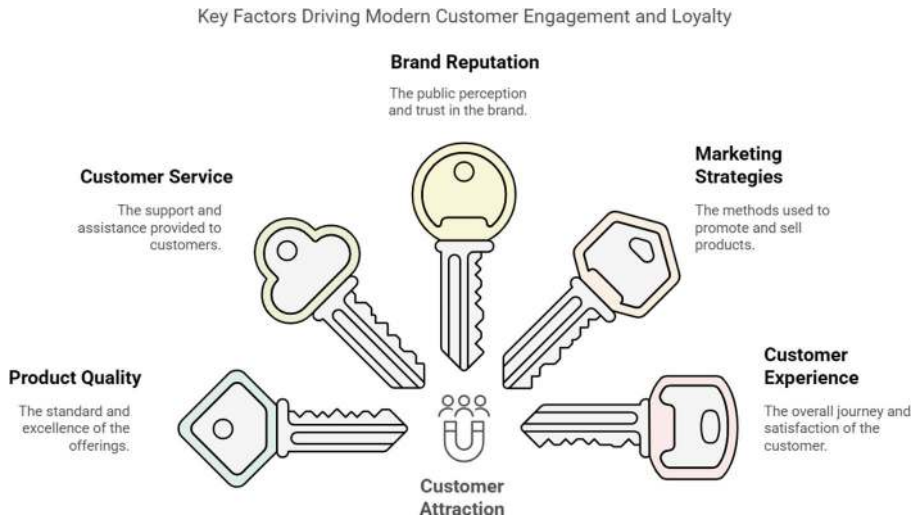 Key Factors Driving Modern Customer Engagement and Loyalty
Brand Reputation
The public perception
and trust in the brand.
Customer Service
The support and
assistance provided to
customers.
Marketing
Strategies
The methods used to
promote and sell
products.
Product Quality
The standard and
excellence of the
offerings.
Customer
Experience
The overall journey and
satisfaction of the
customer.
Customer
Attraction